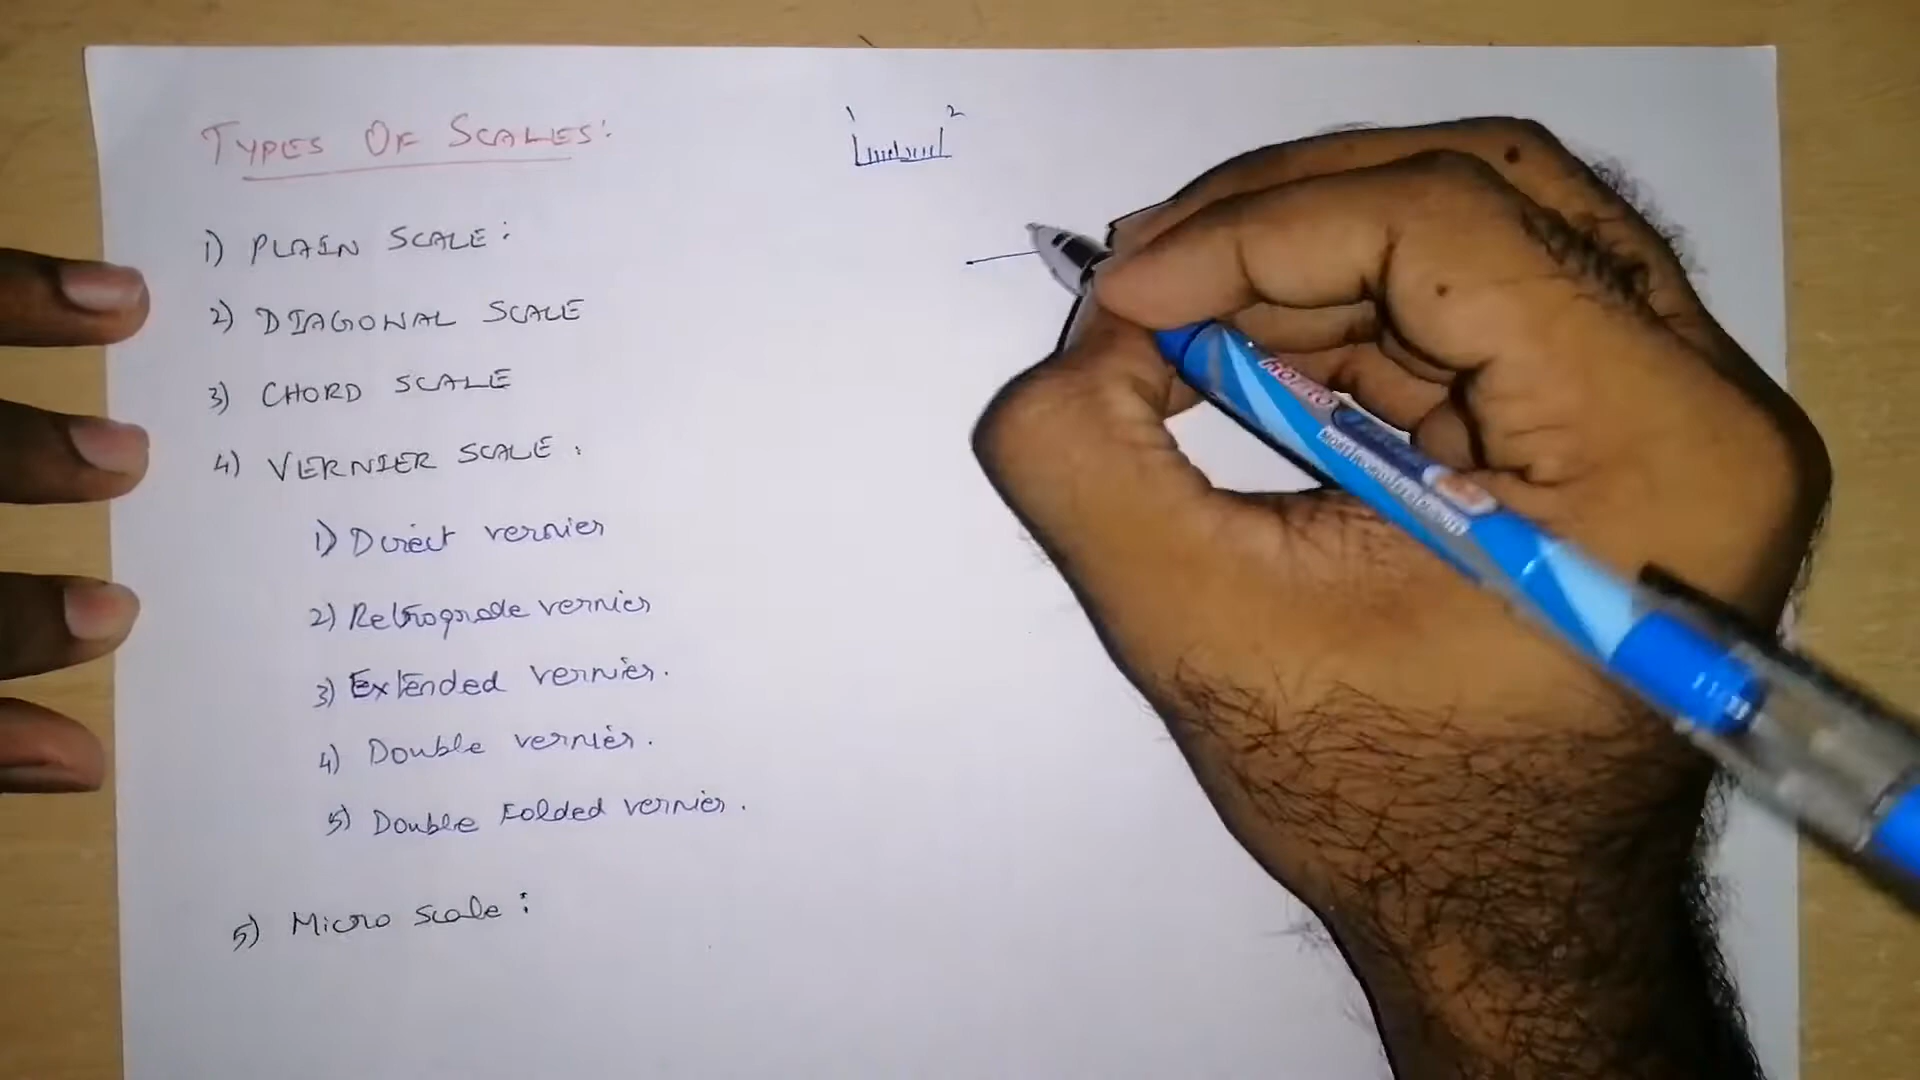 TYPES OF SCALES:
1 2
1) PLAIN SCALE:
2) DIAGONAL SCALE
3) CHORD SCALE
4) VERNIER SCALE :
1) Direct vernier
2) Retrograde vernier
3) Extended vernier.
4) Double vernier.
5) Double Folded vernier.
5) Micro scale :